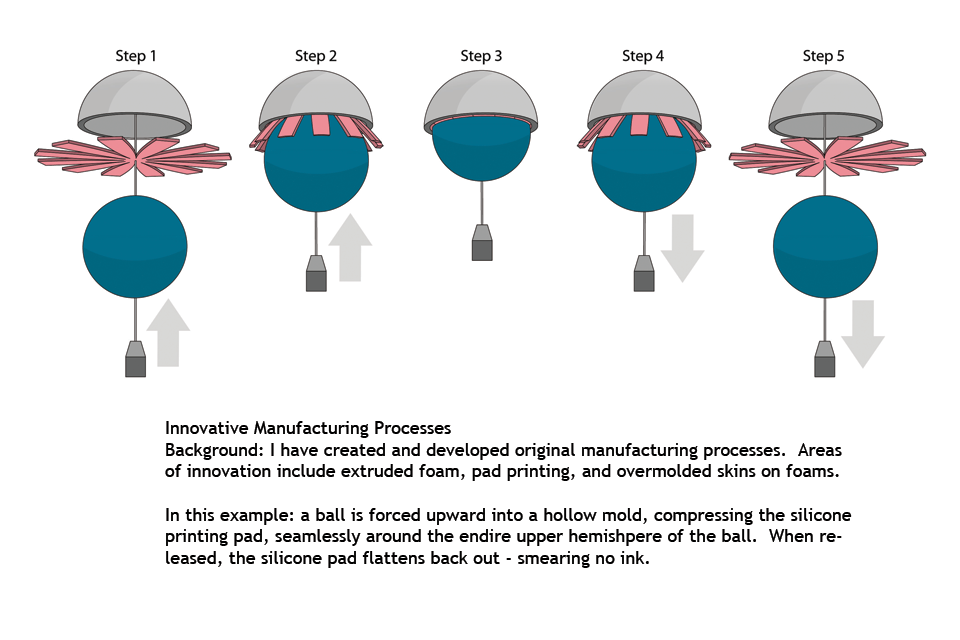 Step 1
Step 2
Step 3
Step 4
Step 5
Innovative Manufacturing Processes
Background: I have created and developed original manufacturing processes.  Areas
of innovation include extruded foam, pad printing, and overmolded skins on foams.
In this example: a ball is forced upward into a hollow mold, compressing the silicone
printing pad, seamlessly around the endire upper hemishpere of the ball.  When re-
leased, the silicone pad flattens back out - smearing no ink.